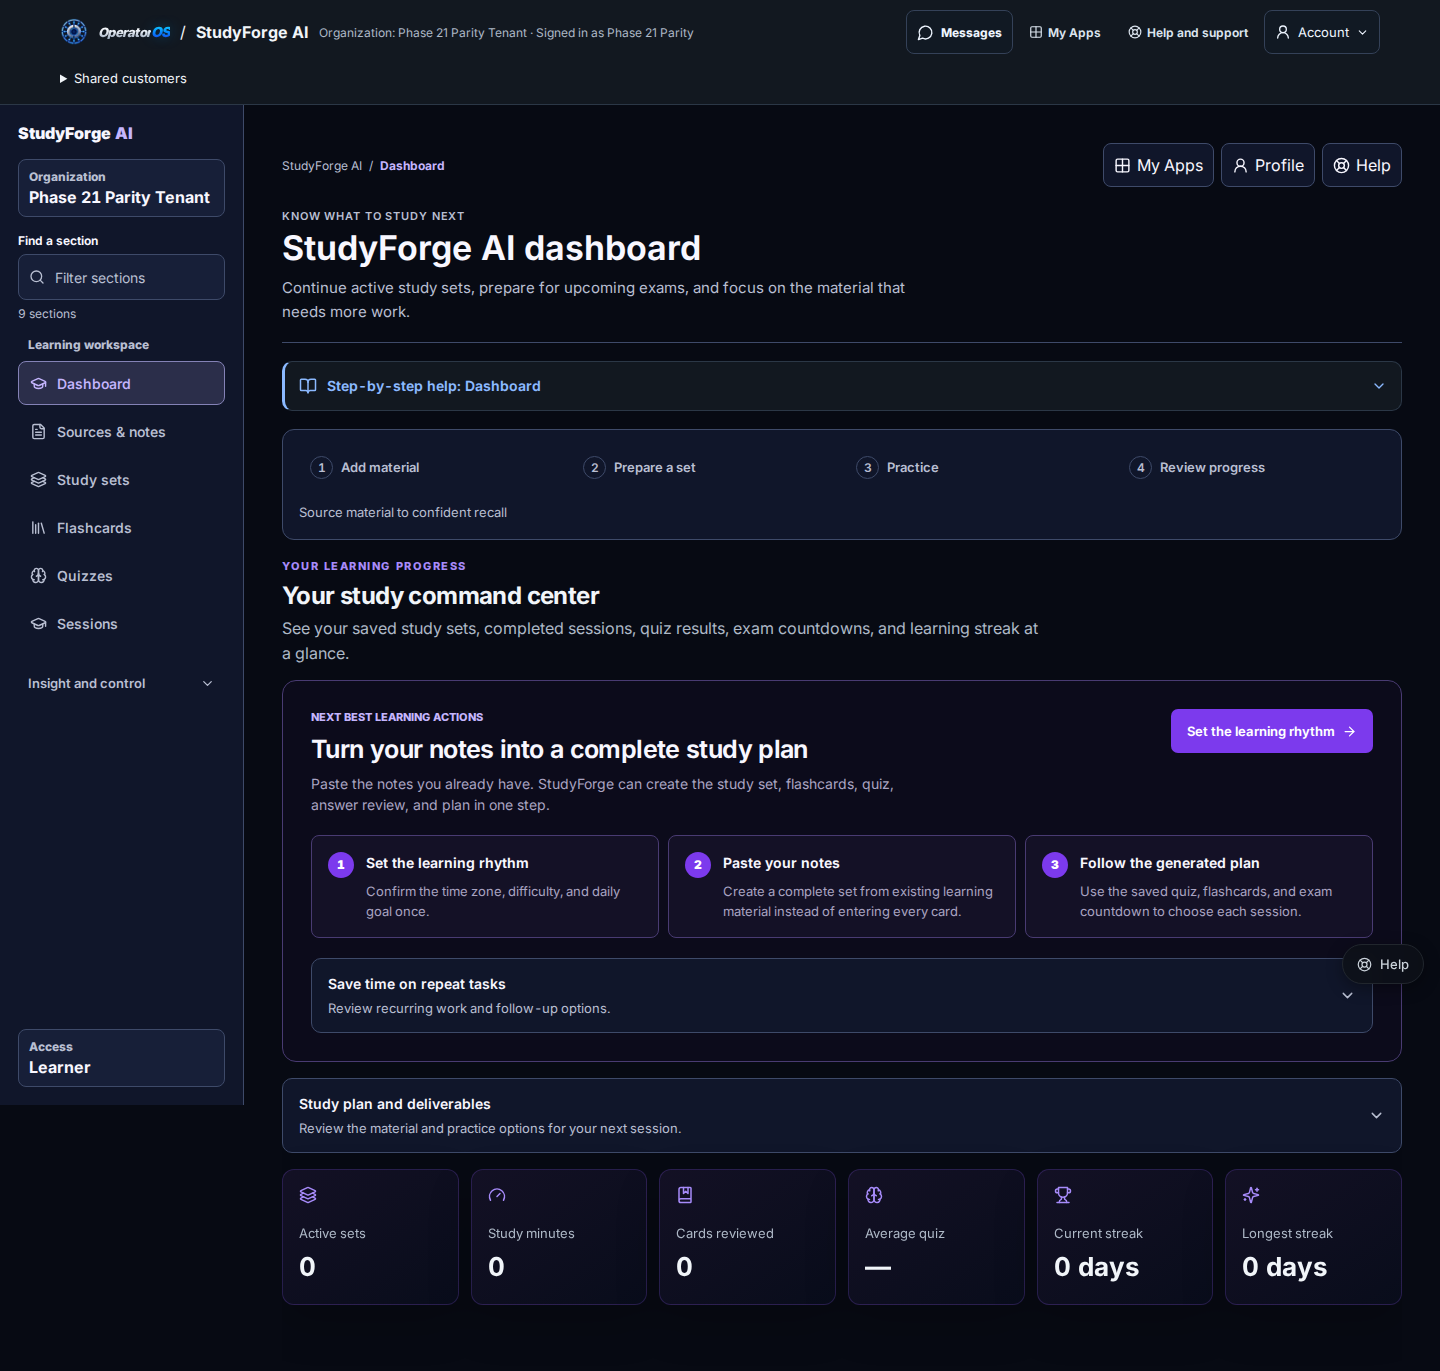 OperatorOS / StudyForge AI Organization: Phase 21 Parity Tenant · Signed in as Phase 21 Parity
Messages
My Apps
Help and support
Account
Shared customers
StudyForge AI
Organization
Phase 21 Parity Tenant
Find a section
Filter sections
9 sections
Learning workspace
Dashboard
Sources & notes
Study sets
Flashcards
Quizzes
Sessions
Insight and control
Access
Learner
StudyForge AI / Dashboard
My Apps
Profile
Help
KNOW WHAT TO STUDY NEXT
StudyForge AI dashboard
Continue active study sets, prepare for upcoming exams, and focus on the material that
needs more work.
Step-by-step help: Dashboard
1 Add material
2 Prepare a set
3 Practice
4 Review progress
Source material to confident recall
YOUR LEARNING PROGRESS
Your study command center
See your saved study sets, completed sessions, quiz results, exam countdowns, and learning streak at
a glance.
NEXT BEST LEARNING ACTIONS
Turn your notes into a complete study plan
Paste the notes you already have. StudyForge can create the study set, flashcards, quiz,
answer review, and plan in one step.
Set the learning rhythm
1 Set the learning rhythm
Confirm the time zone, difficulty, and daily
goal once.
2 Paste your notes
Create a complete set from existing learning
material instead of entering every card.
3 Follow the generated plan
Use the saved quiz, flashcards, and exam
countdown to choose each session.
Help
Save time on repeat tasks
Review recurring work and follow-up options.
Study plan and deliverables
Review the material and practice options for your next session.
Active sets
0
Study minutes
0
Cards reviewed
0
Average quiz
—
Current streak
0 days
Longest streak
0 days